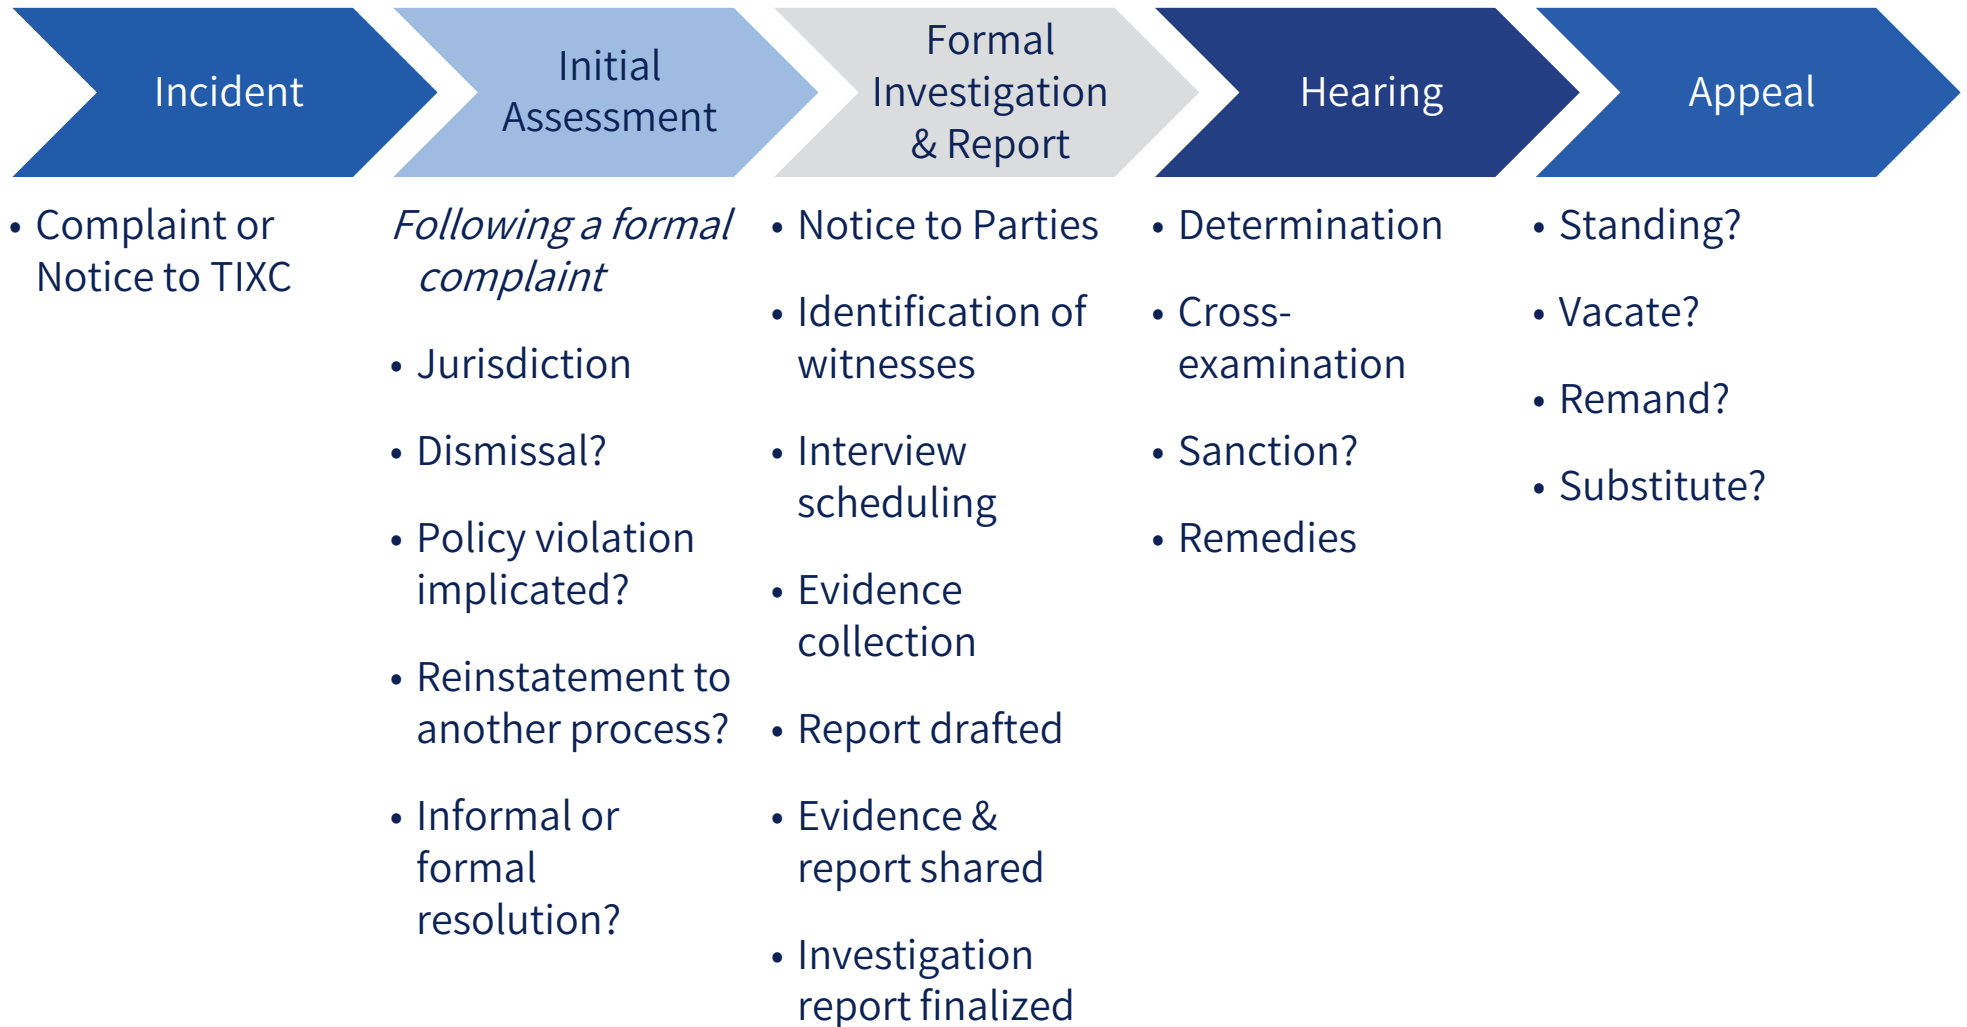 Incident
Initial
Assessment
Formal
Investigation
& Report
Hearing
Appeal
• Complaint or
Notice to TIXC
Following a formal
complaint
• Jurisdiction
• Dismissal?
• Policy violation
implicated?
• Reinstatement to
another process?
• Informal or
formal
resolution?
• Notice to Parties
• Identification of
witnesses
• Interview
scheduling
• Evidence
collection
• Report drafted
• Evidence &
report shared
• Investigation
report finalized
• Determination
• Cross-
examination
• Sanction?
• Remedies
• Standing?
• Vacate?
• Remand?
• Substitute?